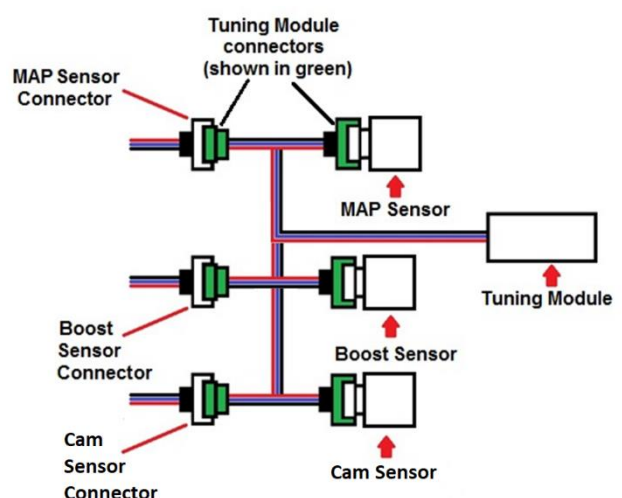 Tuning Module
connectors
(shown in green)
MAP Sensor
Connector
MAP Sensor
Tuning Module
Boost
Sensor
Connector
Boost Sensor
Cam
Sensor
Connector
Cam Sensor